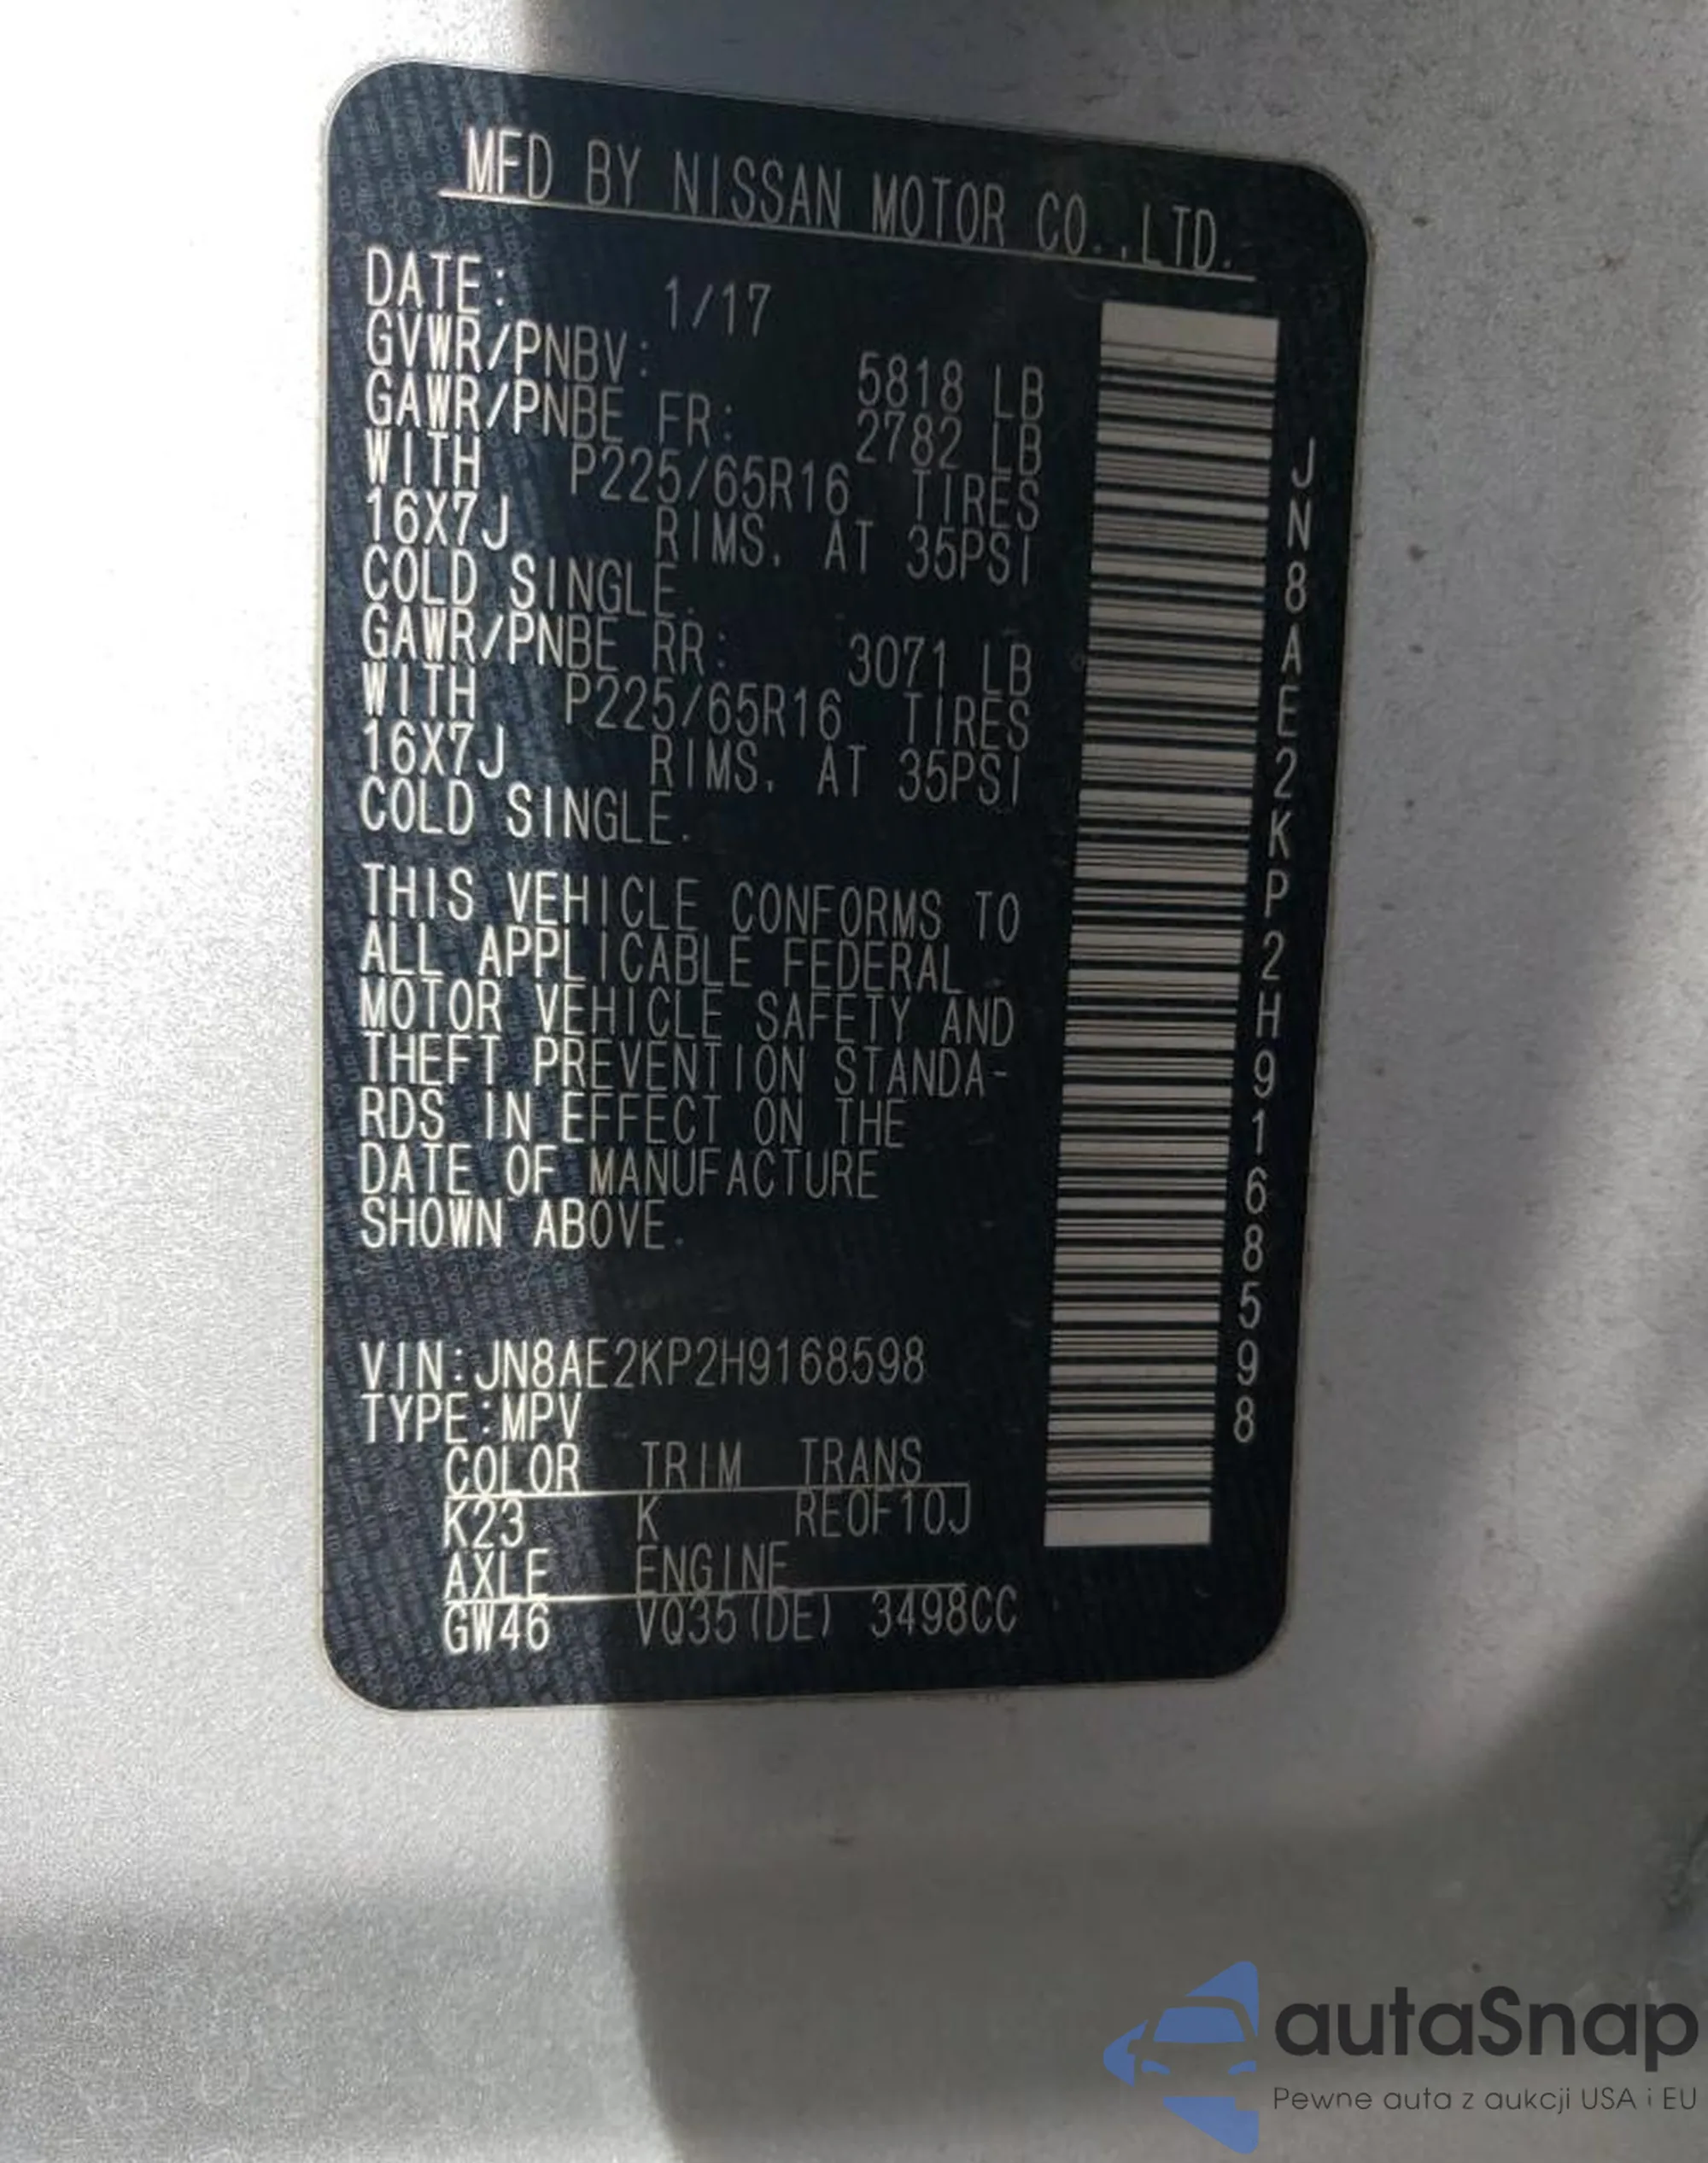 MFD BY NISSAN MOTOR CO.,LTD.
DATE: 1/17
GVWR/PNBV: 5818 LB
GAWR/PNBE FR: 2782 LB
WITH P225/65R16 TIRES
16X7J RIMS. AT 35PSI
COLD SINGLE.
GAWR/PNBE RR: 3071 LB
WITH P225/65R16 TIRES
16X7J RIMS. AT 35PSI
COLD SINGLE.
THIS VEHICLE CONFORMS TO
ALL APPLICABLE FEDERAL
MOTOR VEHICLE SAFETY AND
THEFT PREVENTION STANDA-
RDS IN EFFECT ON THE
DATE OF MANUFACTURE
SHOWN ABOVE.
VIN:JN8AE2KP2H9168598
TYPE:MPV
COLOR TRIM TRANS
K23 K RE0F10J
AXLE ENGINE
GW46 VQ35(DE) 3498CC
JN8AE2KP2H9168598
autaSnap
Pewne auta z aukcji USA i EU